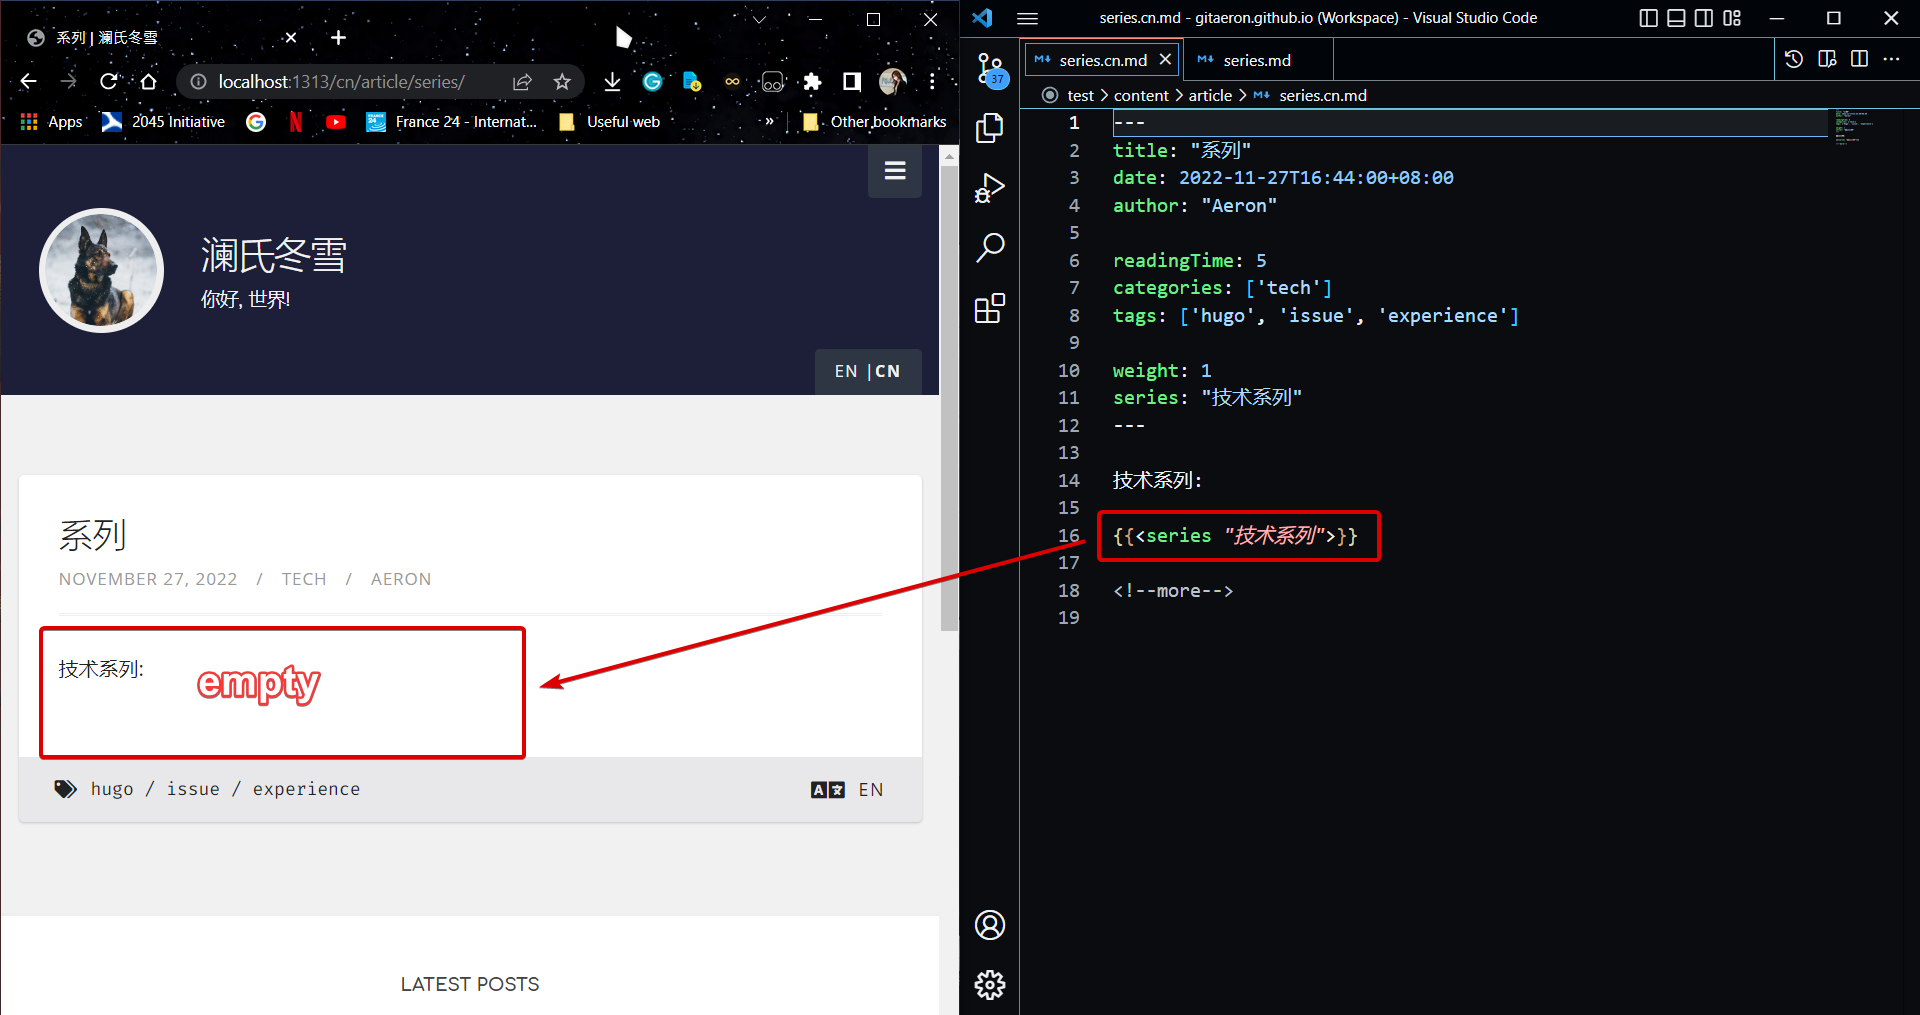 系列 | 澜氏冬雪
localhost:1313/cn/article/series/
Apps
2045 Initiative
France 24 - Internat...
Useful web
»
Other bookmarks
澜氏冬雪
你好, 世界!
EN |CN
系列
NOVEMBER 27, 2022 / TECH / AERON
技术系列:
empty
hugo / issue / experience
EN
LATEST POSTS
series.cn.md - gitaeron.github.io (Workspace) - Visual Studio Code
37
series.cn.md
series.md
test > content > article > series.cn.md
1 ---
2 title: "系列"
3 date: 2022-11-27T16:44:00+08:00
4 author: "Aeron"
5
6 readingTime: 5
7 categories: ['tech']
8 tags: ['hugo', 'issue', 'experience']
9
10 weight: 1
11 series: "技术系列"
12 ---
13
14 技术系列:
15
16 {{<series "技术系列">}}
17
18 <!--more-->
19